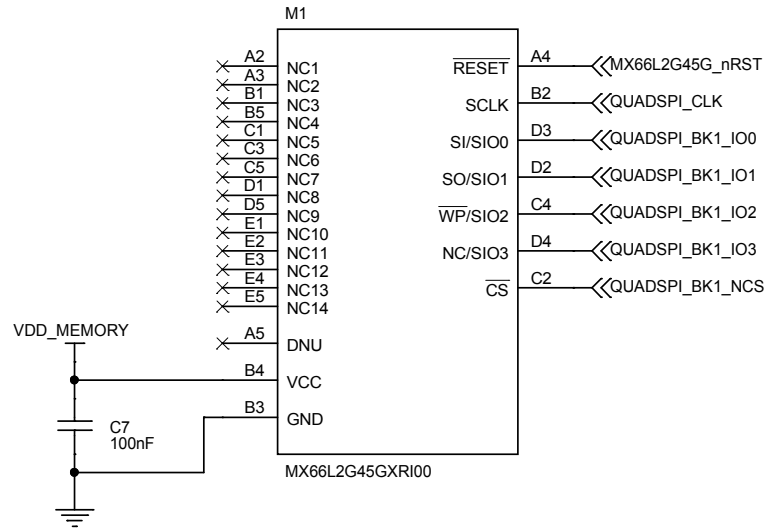 M1
A2 NC1
A3 NC2
B1 NC3
B5 NC4
C1 NC5
C3 NC6
C5 NC7
D1 NC8
D5 NC9
E1 NC10
E2 NC11
E3 NC12
E4 NC13
E5 NC14
A5 DNU
B4 VCC
B3 GND
RESET A4 MX66L2G45G_nRST
SCLK B2 QUADSPI_CLK
SI/SIO0 D3 QUADSPI_BK1_IO0
SO/SIO1 D2 QUADSPI_BK1_IO1
WP/SIO2 C4 QUADSPI_BK1_IO2
NC/SIO3 D4 QUADSPI_BK1_IO3
CS C2 QUADSPI_BK1_NCS
VDD_MEMORY
C7
100nF
MX66L2G45GXRI00